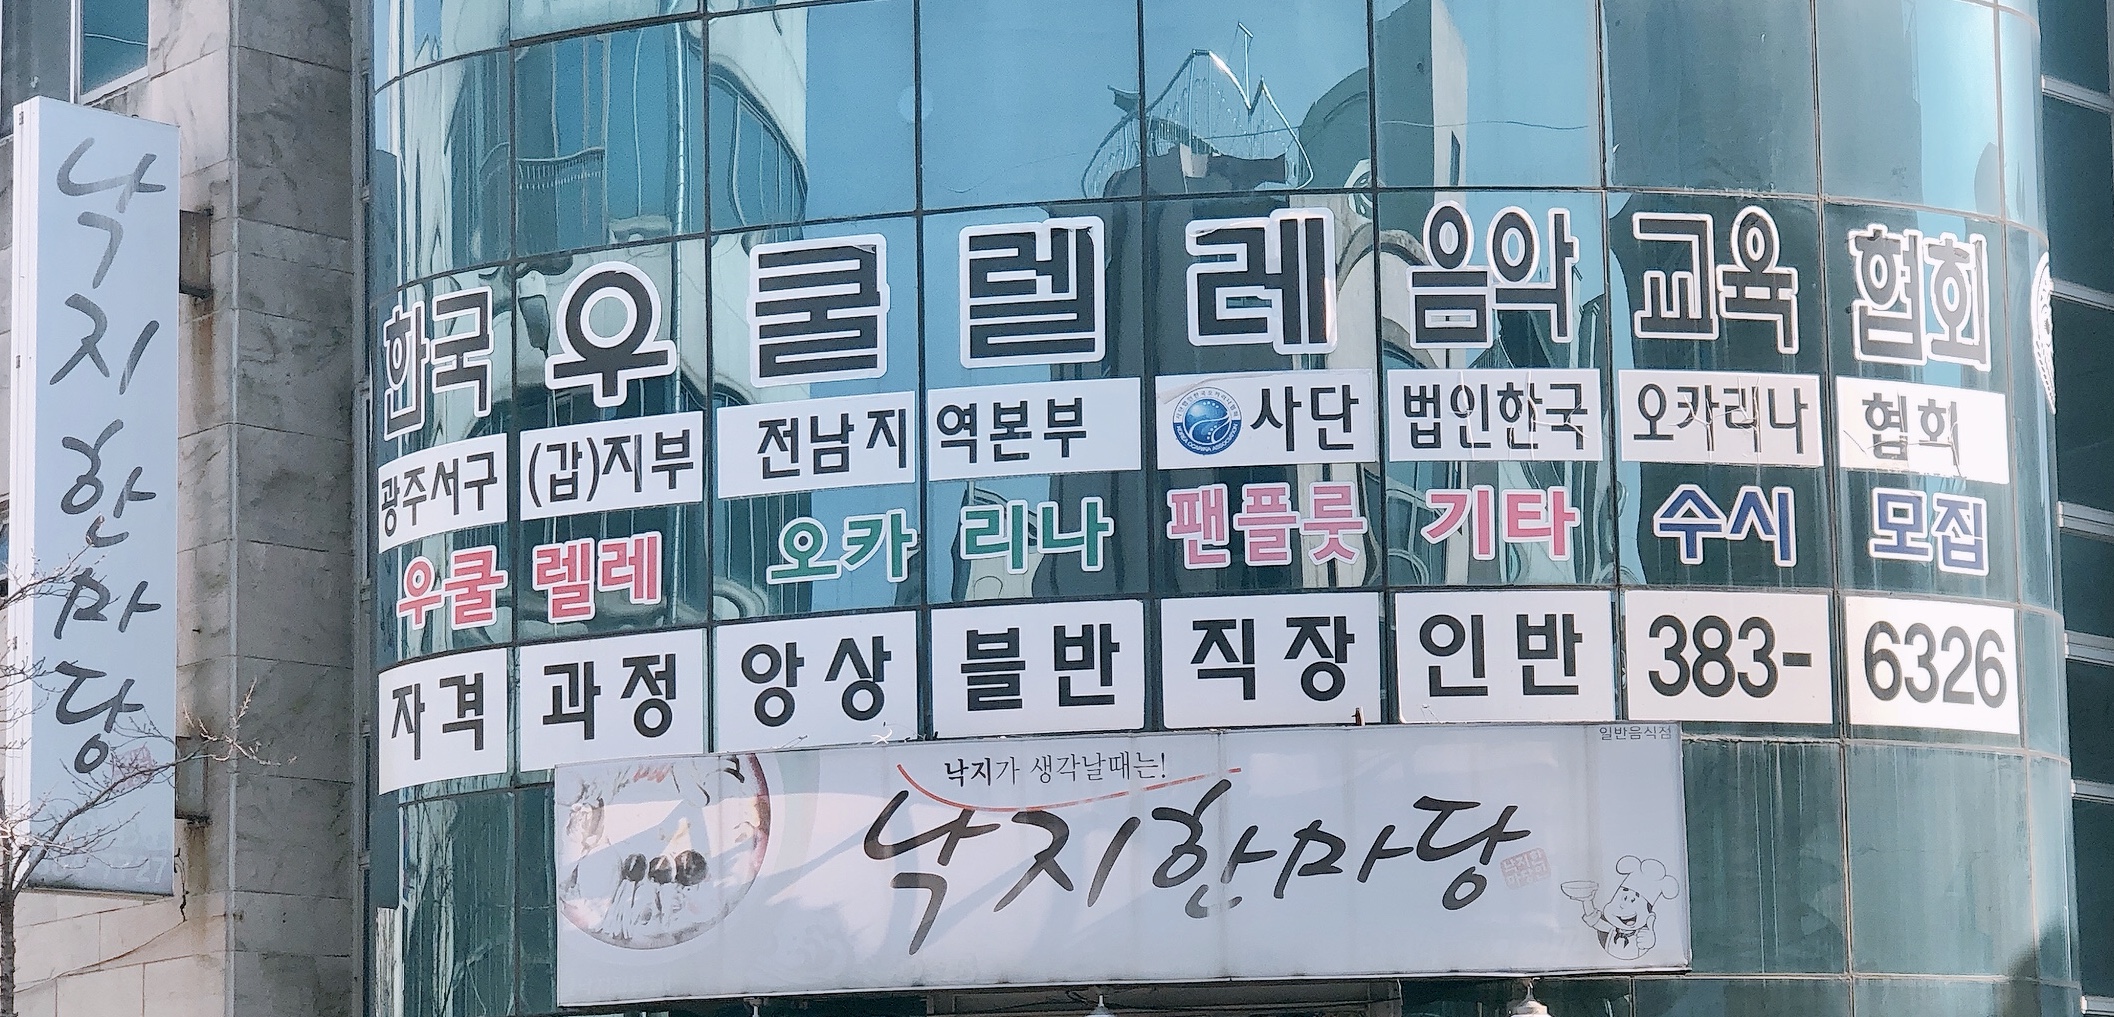 낙지한마당
한국우쿨렐레음악교육협회
광주서구(갑)지부 전남지역본부 사단법인한국오카리나협회
우쿨렐레 오카리나 팬플룻 기타 수시모집
자격과정 앙상블반 직장인반 383-6326
일반음식점
낙지가 생각날때는!
낙지한마당